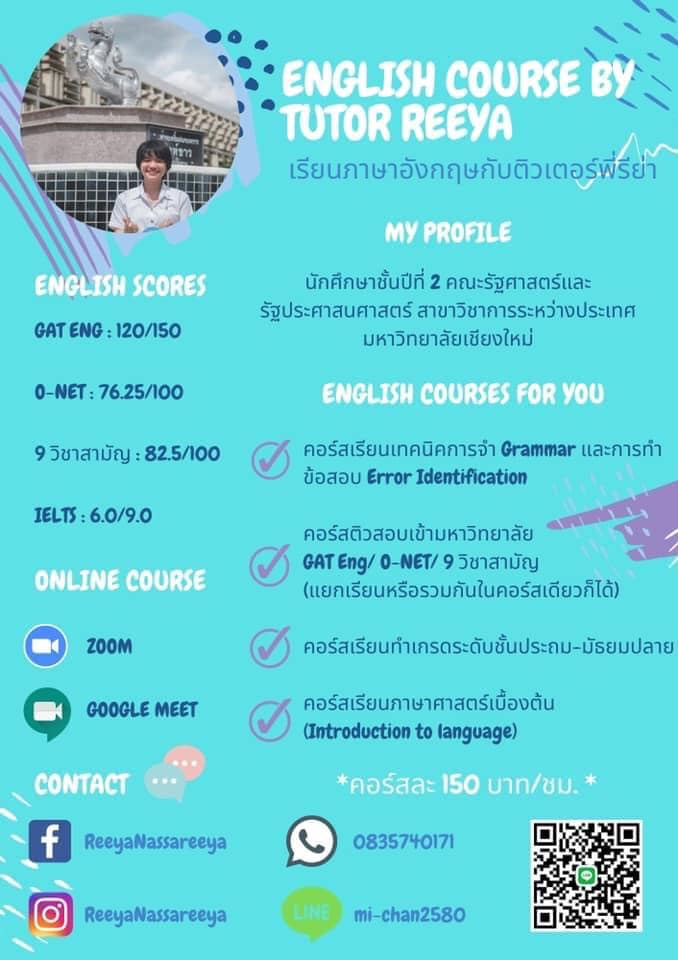 ENGLISH COURSE BY
TUTOR REEYA
เรียนภาษาอังกฤษกับติวเตอร์พี่รีย่า
MY PROFILE
นักศึกษาชั้นปีที่ 2 คณะรัฐศาสตร์และ
รัฐประศาสนศาสตร์ สาขาวิชาการระหว่างประเทศ
มหาวิทยาลัยเชียงใหม่
ENGLISH SCORES
GAT ENG : 120/150
O-NET : 76.25/100
9 วิชาสามัญ : 82.5/100
IELTS : 6.0/9.0
ONLINE COURSE
ZOOM
GOOGLE MEET
ENGLISH COURSES FOR YOU
คอร์สเรียนเทคนิคการจำ Grammar และการทำ
ข้อสอบ Error Identification
คอร์สติวสอบเข้ามหาวิทยาลัย
GAT Eng/ O-NET/ 9 วิชาสามัญ
(แยกเรียนหรือรวมกันในคอร์สเดียวก็ได้)
คอร์สเรียนทำเกรดระดับชั้นประถม-มัธยมปลาย
คอร์สเรียนภาษาศาสตร์เบื้องต้น
(Introduction to language)
*คอร์สละ 150 บาท/ชม. *
CONTACT
ReeyaNassareeya
0835740171
ReeyaNassareeya
LINE
mi-chan2580